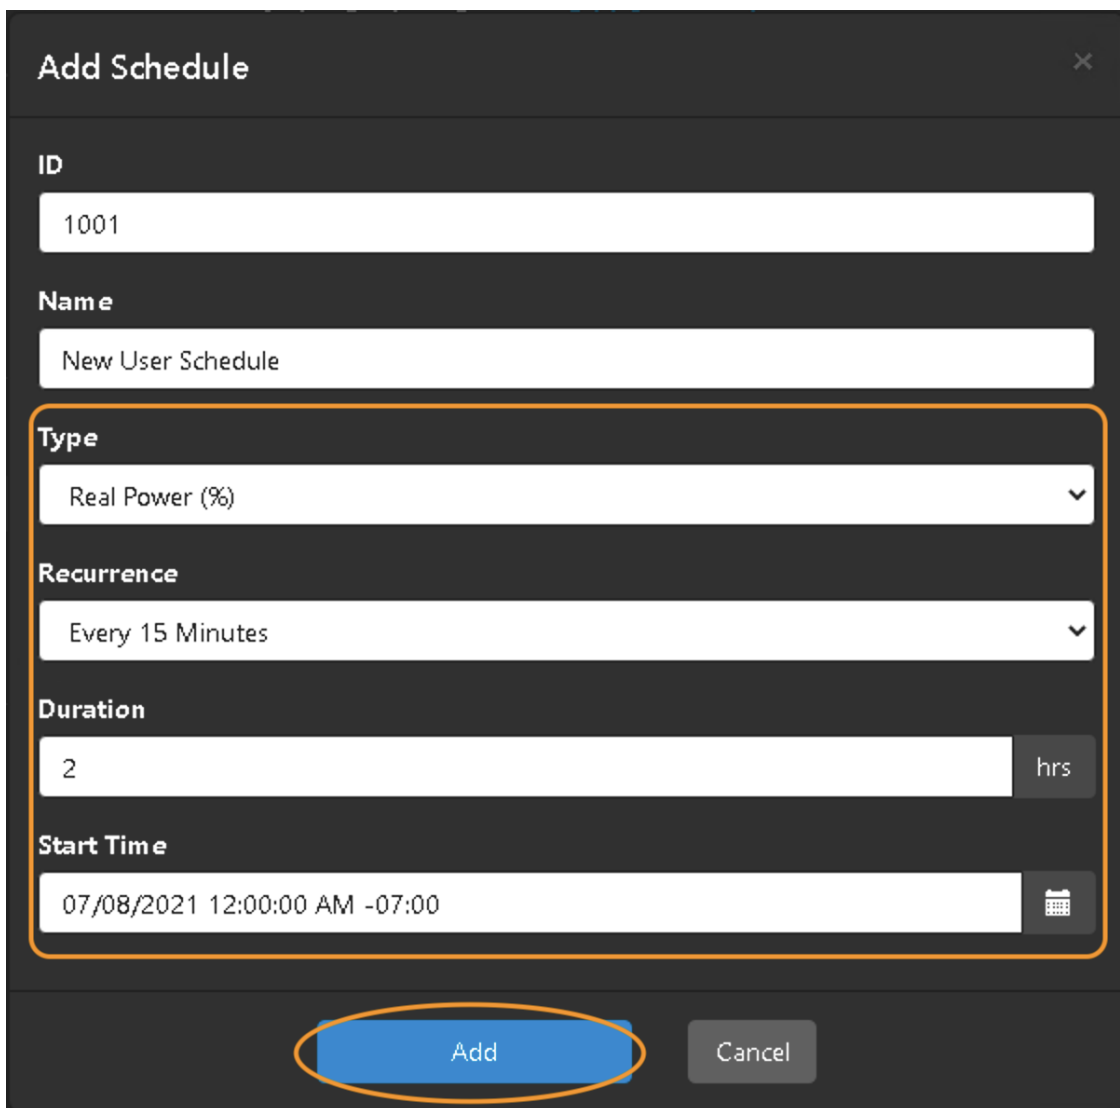 Add Schedule
×
ID
1001
Name
New User Schedule
Type
Real Power (%)
Recurrence
Every 15 Minutes
Duration
2 hrs
Start Time
07/08/2021 12:00:00 AM -07:00
Add Cancel